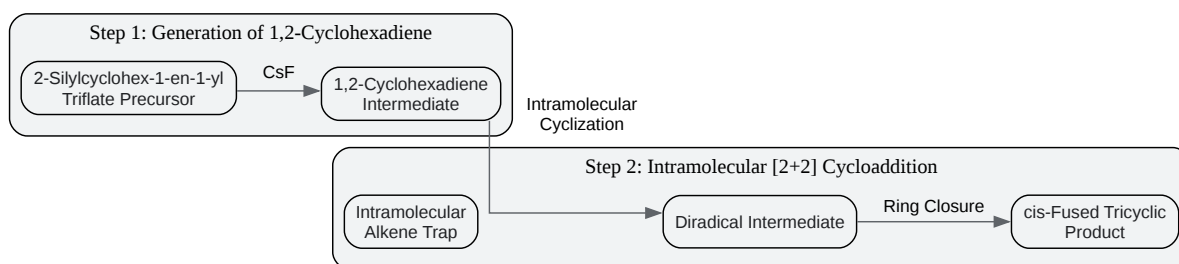 Step 1: Generation of 1,2-Cyclohexadiene
2-Silylcyclohex-1-en-1-yl
Triflate Precursor
CsF
1,2-Cyclohexadiene
Intermediate
Intramolecular
Cyclization
Step 2: Intramolecular [2+2] Cycloaddition
Intramolecular
Alkene Trap
Diradical Intermediate
Ring Closure
cis-Fused Tricyclic
Product